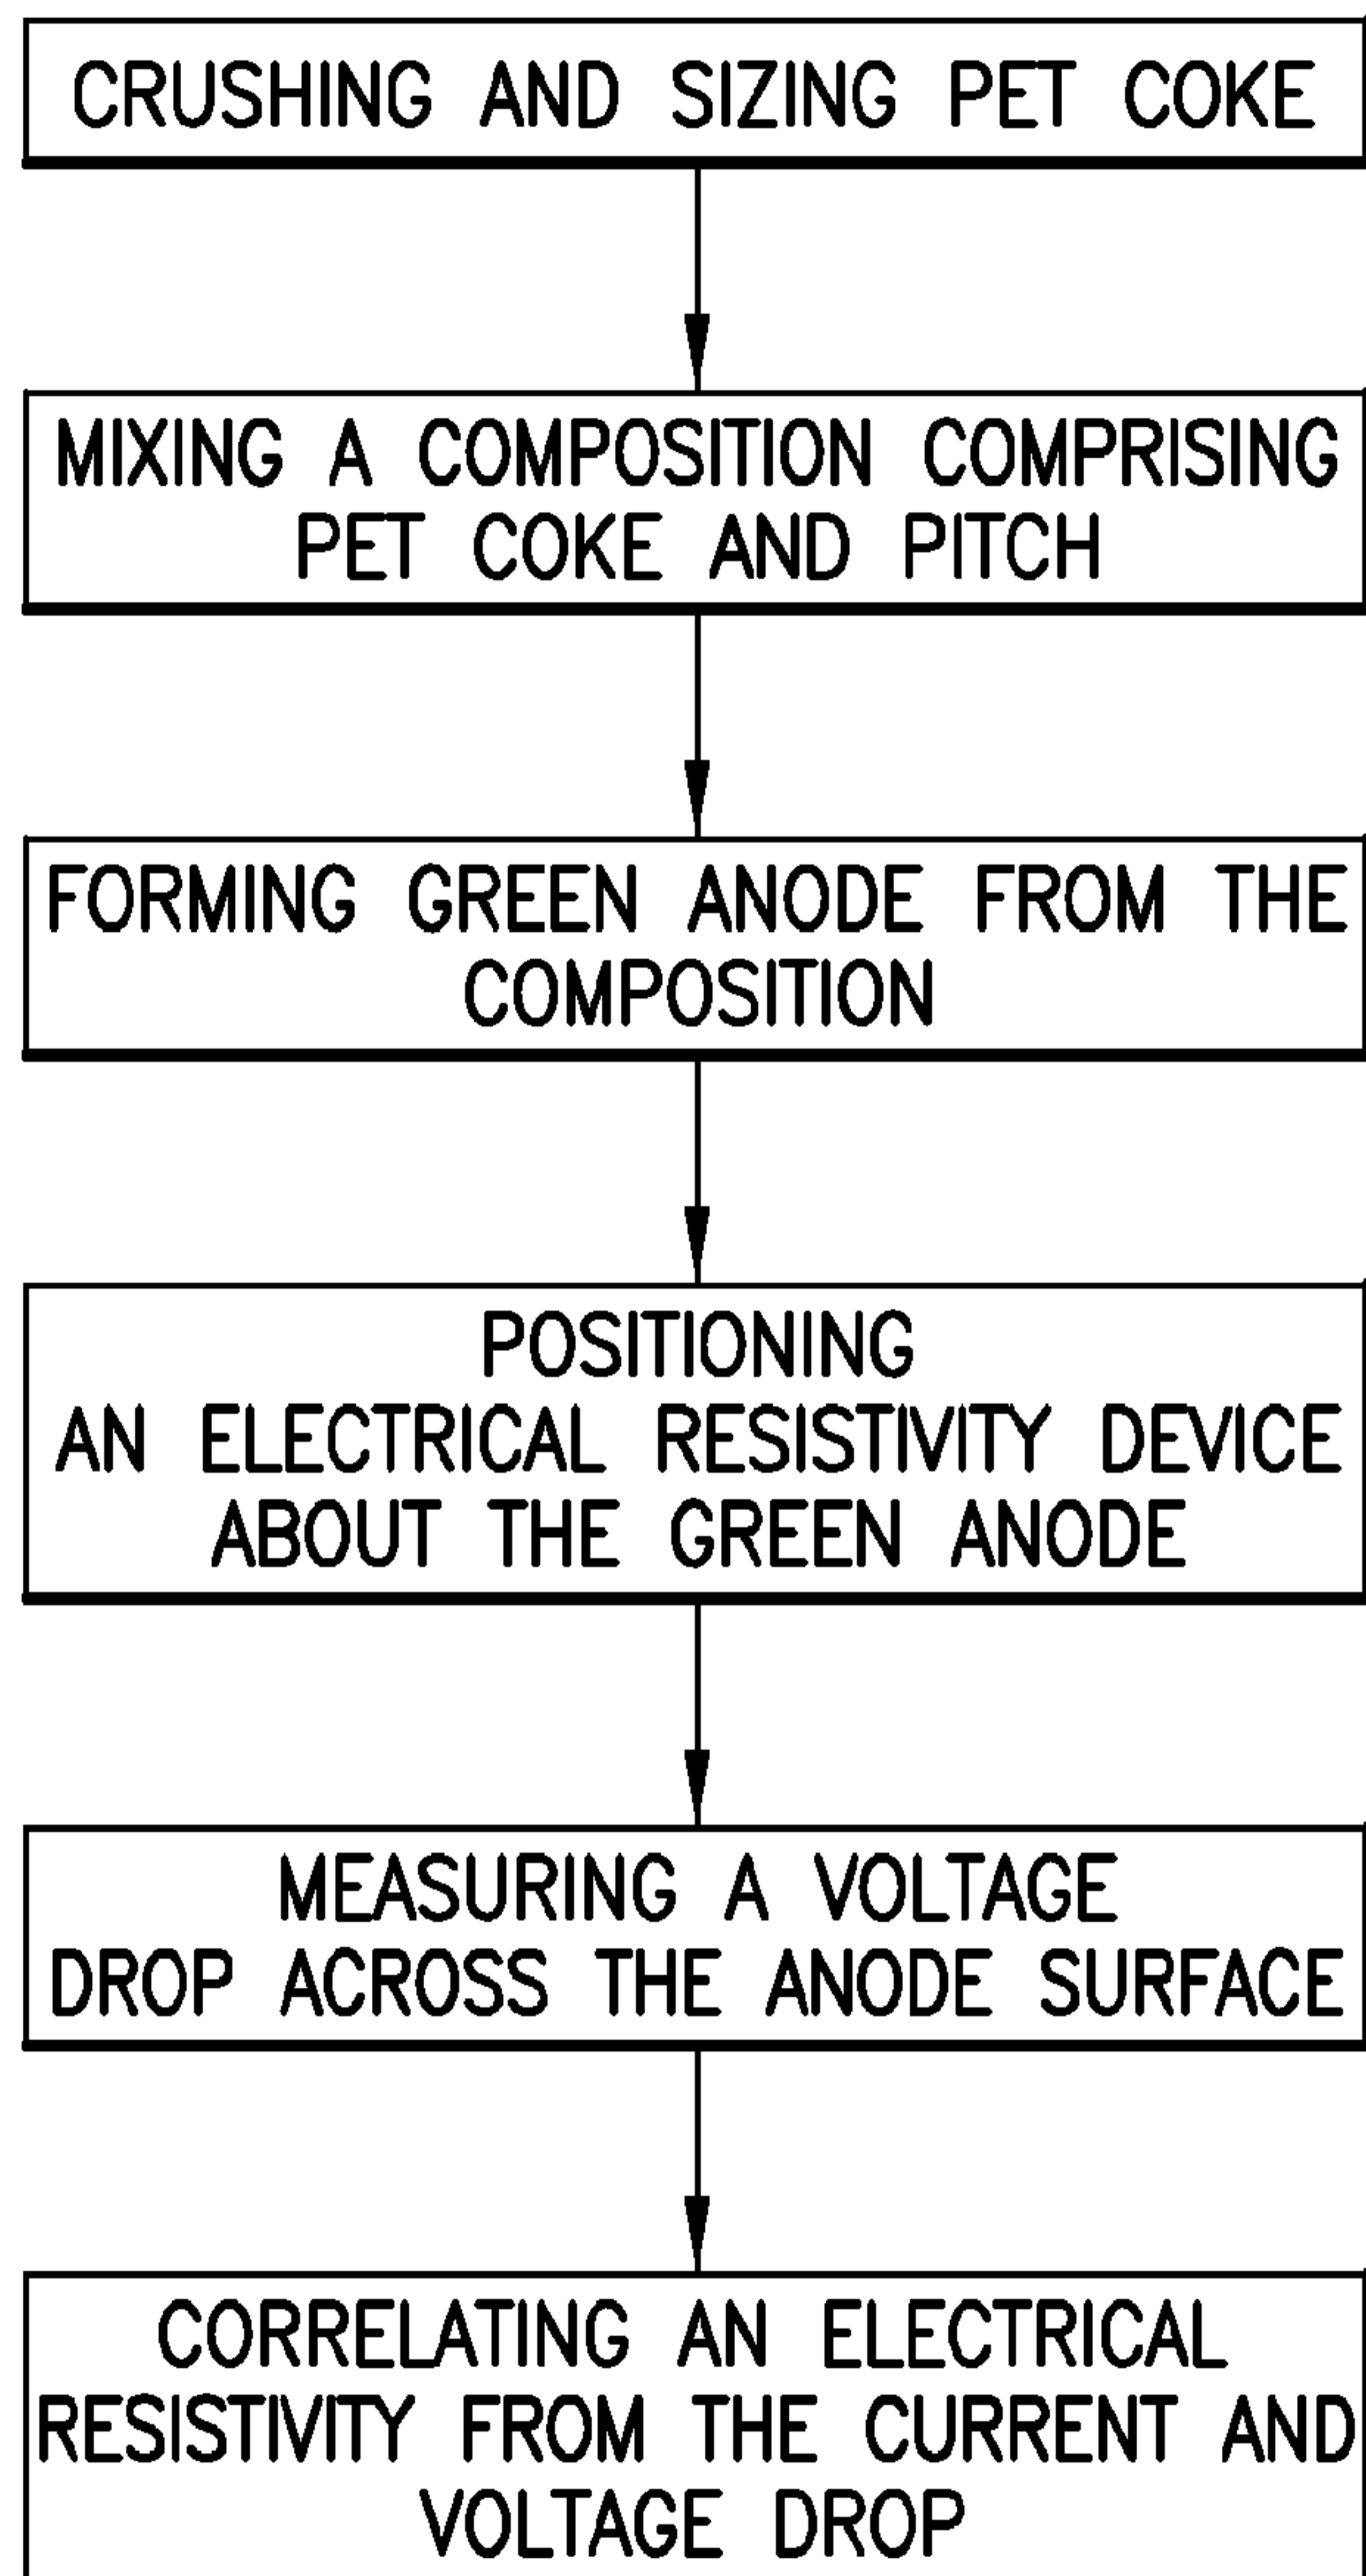 CRUSHING AND SIZING PET COKE
MIXING A COMPOSITION COMPRISING
PET COKE AND PITCH
FORMING GREEN ANODE FROM THE
COMPOSITION
POSITIONING
AN ELECTRICAL RESISTIVITY DEVICE
ABOUT THE GREEN ANODE
MEASURING A VOLTAGE
DROP ACROSS THE ANODE SURFACE
CORRELATING AN ELECTRICAL
RESISTIVITY FROM THE CURRENT AND
VOLTAGE DROP